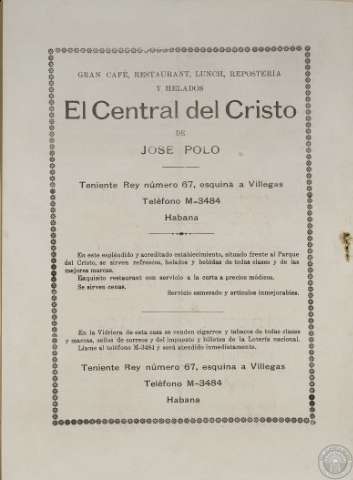 GRAN CAFÉ, RESTAURANT, LUNCH, REPOSTERÍA
Y HELADOS
El Central del Cristo
DE
JOSE POLO
Teniente Rey número 67, esquina a Villegas
Teléfono M-3484
Habana
En este espléndido y acreditado establecimiento, situado frente al Parque
del Cristo, se sirven refrescos, helados y bebidas de todas clases y de las
mejores marcas.
Exquisito restaurant con servicio a la carta a precios módicos.
Se sirven cenas.
Servicio esmerado y artículos inmejorables.
En la Vidriera de esta casa se venden cigarros y tabacos de todas clases
y marcas, sellos de correos y del impuesto y billetes de la Lotería nacional.
Llame al teléfono M-3481 y será atendido inmediatamente.
Teniente Rey número 67, esquina a Villegas
Teléfono M-3484
Habana